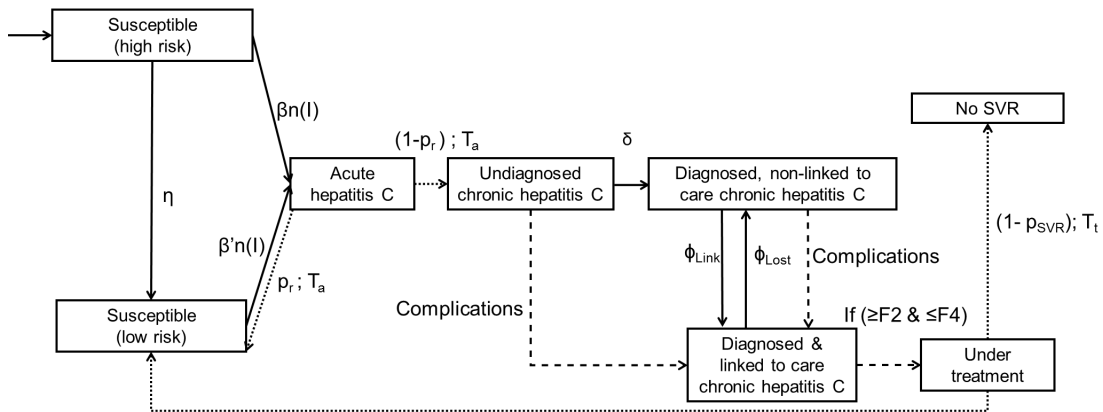 Susceptible
(high risk)
βn(I)
η
β'n(I)
pr ; Ta
Susceptible
(low risk)
Acute
hepatitis C
(1-pr) ; Ta
Undiagnosed
chronic hepatitis C
δ
Diagnosed, non-linked to
care chronic hepatitis C
ϕLink
ϕLost
Complications
Complications
Diagnosed &
linked to care
chronic hepatitis C
If (≥F2 & ≤F4)
Under
treatment
(1- pSVR); Tt
No SVR